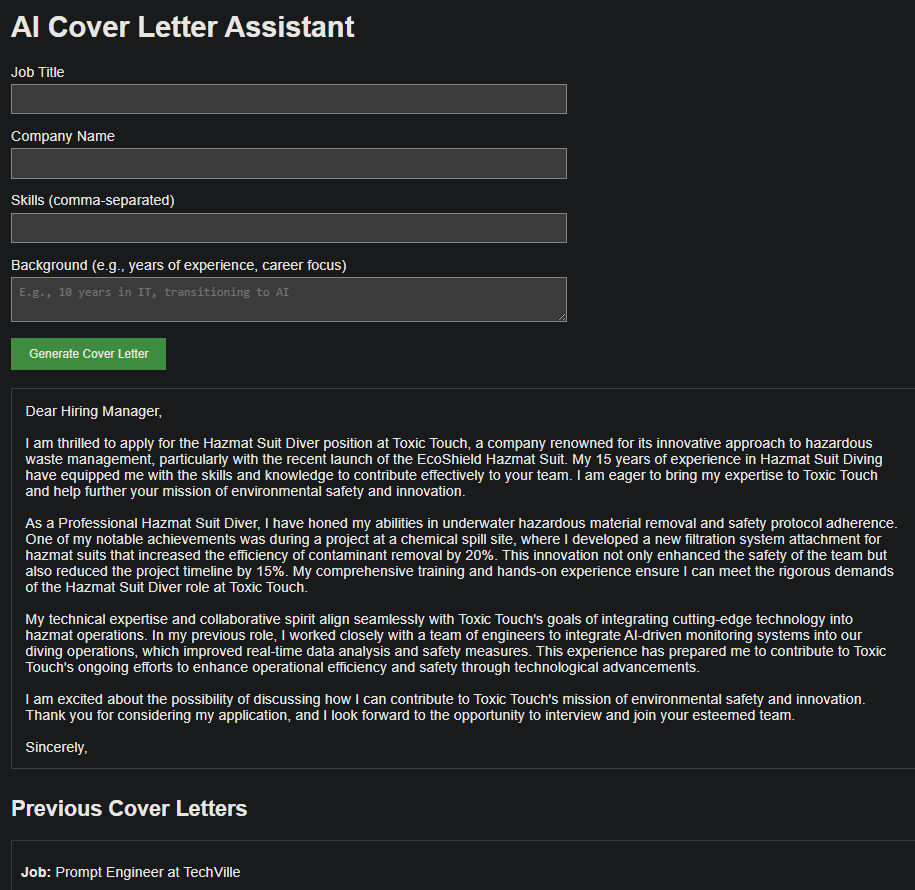 AI Cover Letter Assistant
Job Title
Company Name
Skills (comma-separated)
Background (e.g., years of experience, career focus)
E.g., 10 years in IT, transitioning to AI
Generate Cover Letter
Dear Hiring Manager,
I am thrilled to apply for the Hazmat Suit Diver position at Toxic Touch, a company renowned for its innovative approach to hazardous
waste management, particularly with the recent launch of the EcoShield Hazmat Suit. My 15 years of experience in Hazmat Suit Diving
have equipped me with the skills and knowledge to contribute effectively to your team. I am eager to bring my expertise to Toxic Touch
and help further your mission of environmental safety and innovation.
As a Professional Hazmat Suit Diver, I have honed my abilities in underwater hazardous material removal and safety protocol adherence.
One of my notable achievements was during a project at a chemical spill site, where I developed a new filtration system attachment for
hazmat suits that increased the efficiency of contaminant removal by 20%. This innovation not only enhanced the safety of the team but
also reduced the project timeline by 15%. My comprehensive training and hands-on experience ensure I can meet the rigorous demands
of the Hazmat Suit Diver role at Toxic Touch.
My technical expertise and collaborative spirit align seamlessly with Toxic Touch's goals of integrating cutting-edge technology into
hazmat operations. In my previous role, I worked closely with a team of engineers to integrate AI-driven monitoring systems into our
diving operations, which improved real-time data analysis and safety measures. This experience has prepared me to contribute to Toxic
Touch's ongoing efforts to enhance operational efficiency and safety through technological advancements.
I am excited about the possibility of discussing how I can contribute to Toxic Touch's mission of environmental safety and innovation.
Thank you for considering my application, and I look forward to the opportunity to interview and join your esteemed team.
Sincerely,
Previous Cover Letters
Job: Prompt Engineer at TechVille